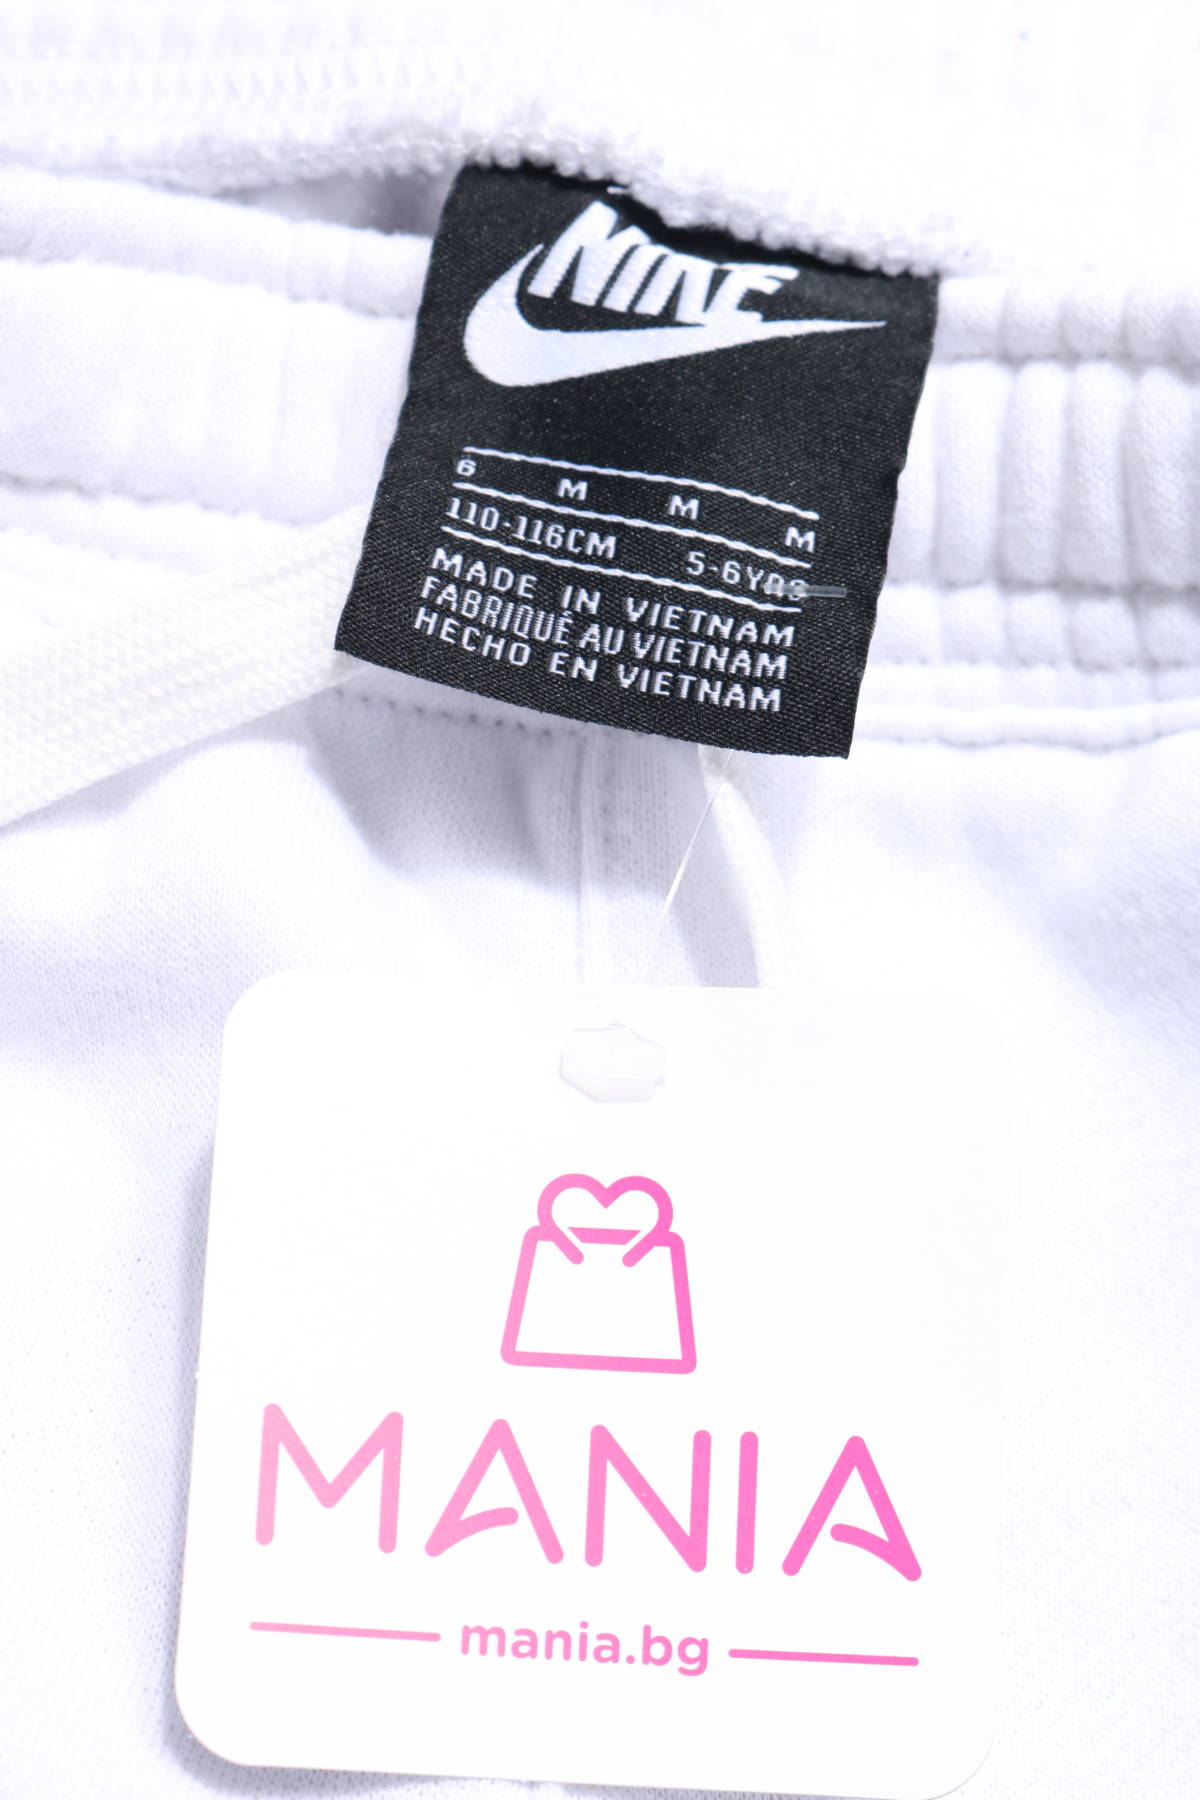 NIKE
6 M M M
110-116CM 5-6YRS
MADE IN VIETNAM
FABRIQUÉ AU VIETNAM
HECHO EN VIETNAM
MANIA
mania.bg